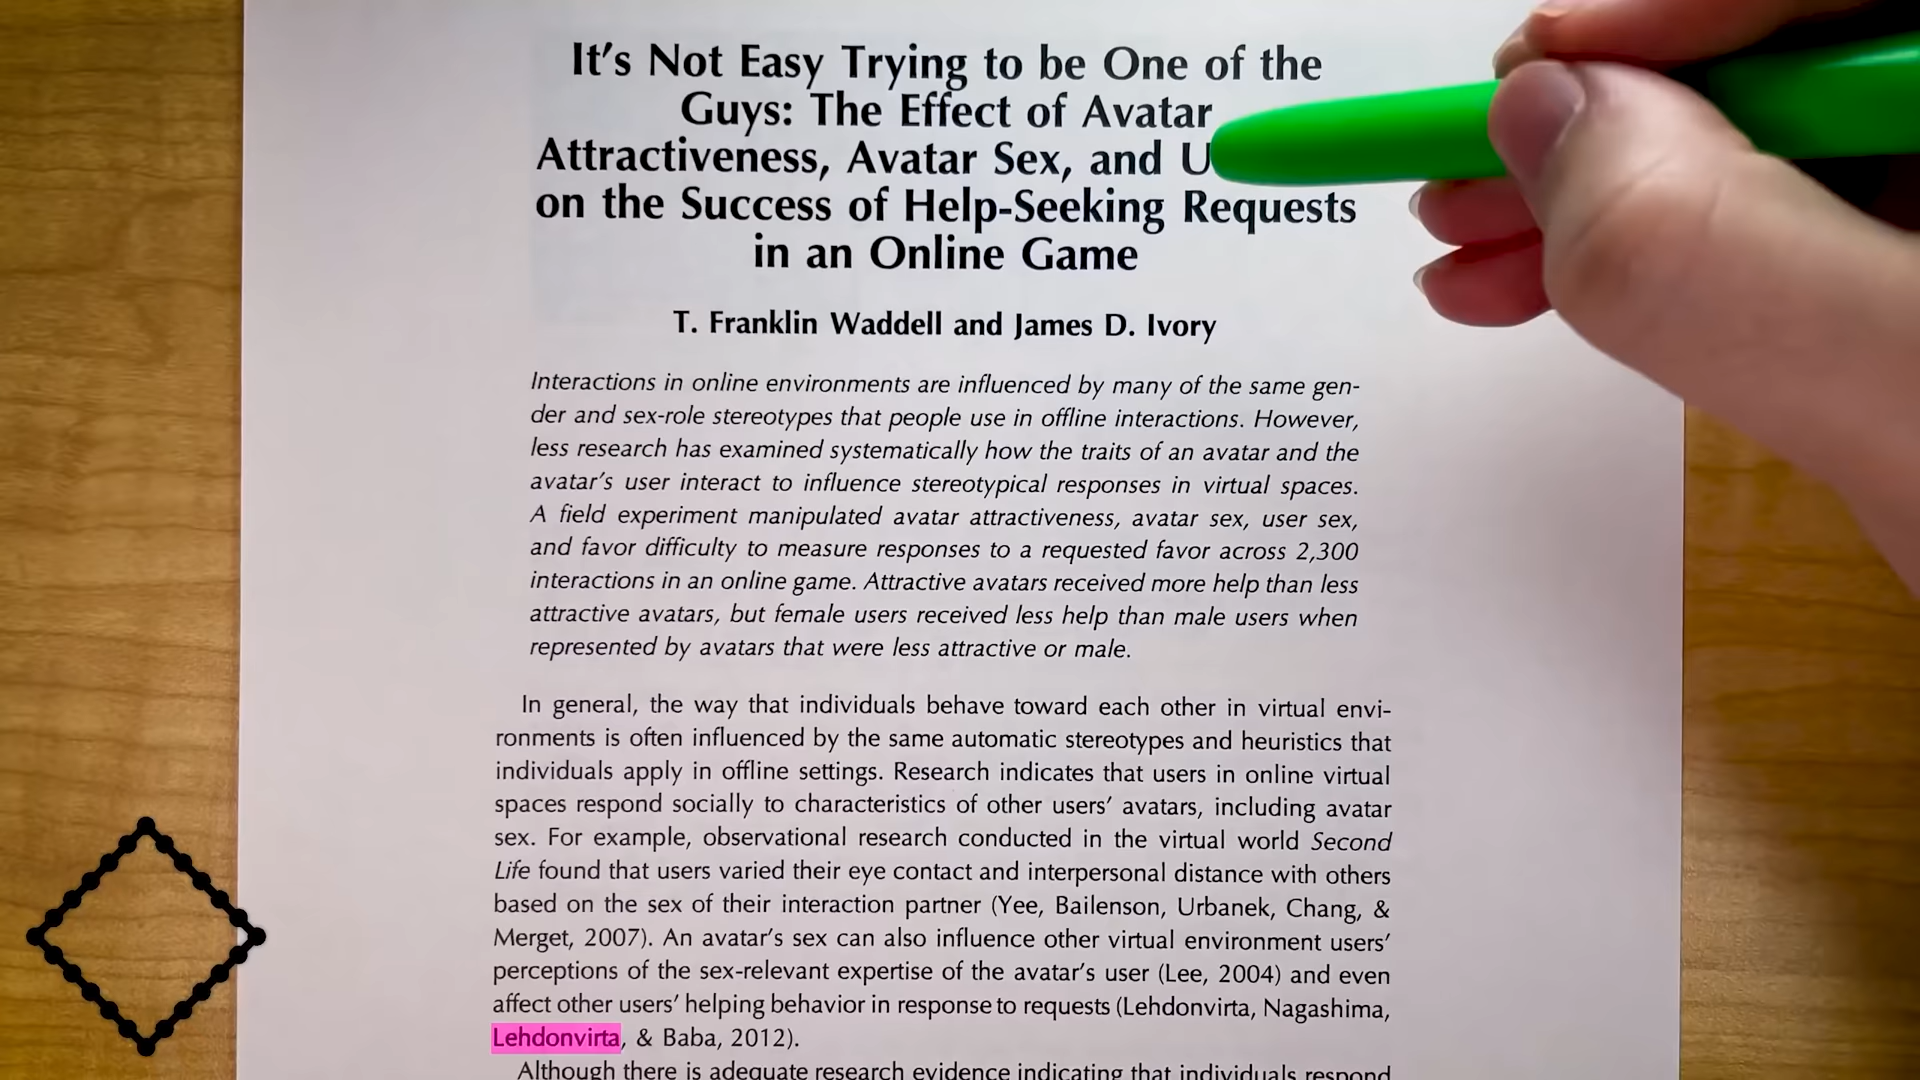 It's Not Easy Trying to be One of the
Guys: The Effect of Avatar
Attractiveness, Avatar Sex, and
on the Success of Help-Seeking Requests
in an Online Game
T. Franklin Waddell and James D. Ivory
Interactions in online environments are influenced by many of the same gen-
der and sex-role stereotypes that people use in offline interactions. However,
less research has examined systematically how the traits of an avatar and the
avatar's user interact to influence stereotypical responses in virtual spaces.
A field experiment manipulated avatar attractiveness, avatar sex, user sex,
and favor difficulty to measure responses to a requested favor across 2,300
interactions in an online game. Attractive avatars received more help than less
attractive avatars, but female users received less help than male users when
represented by avatars that were less attractive or male.
In general, the way that individuals behave toward each other in virtual envi-
ronments is often influenced by the same automatic stereotypes and heuristics that
individuals apply in offline settings. Research indicates that users in online virtual
spaces respond socially to characteristics of other users' avatars, including avatar
sex. For example, observational research conducted in the virtual world Second
Life found that users varied their eye contact and interpersonal distance with others
based on the sex of their interaction partner (Yee, Bailenson, Urbanek, Chang, &
Merget, 2007). An avatar's sex can also influence other virtual environment users'
perceptions of the sex-relevant expertise of the avatar's user (Lee, 2004) and even
affect other users' helping behavior in response to requests (Lehdonvirta, Nagashima,
Lehdonvirta, & Baba, 2012).
Although there is adequate research evidence indicating that individuals respond